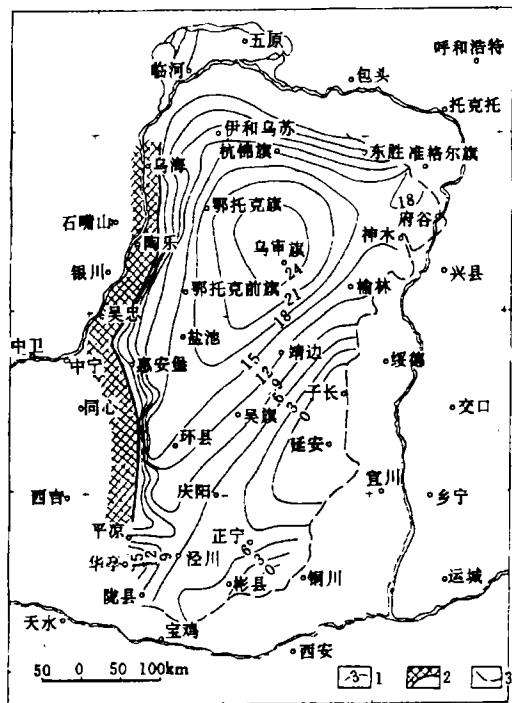 五原
呼和浩特
临河
包头
托克托
伊和乌苏
杭锦旗
东胜
准格尔旗
乌海
18
府谷
鄂托克旗
石嘴山
神木
陶乐
乌审旗
银川
24
兴县
鄂托克前旗
21
榆林
18
吴忠
盐池
15
靖边
中卫
惠安堡
12
绥德
中宁
9
6
子长
同心
3
吴旗
0
交口
环县
延安
西吉
庆阳
宜川
乡宁
平凉
正宁
华亭
15
12
9
泾川
6
3
0
彬县
铜川
运城
陇县
天水
宝鸡
西安
50 0 50 100km
3 1
2
3